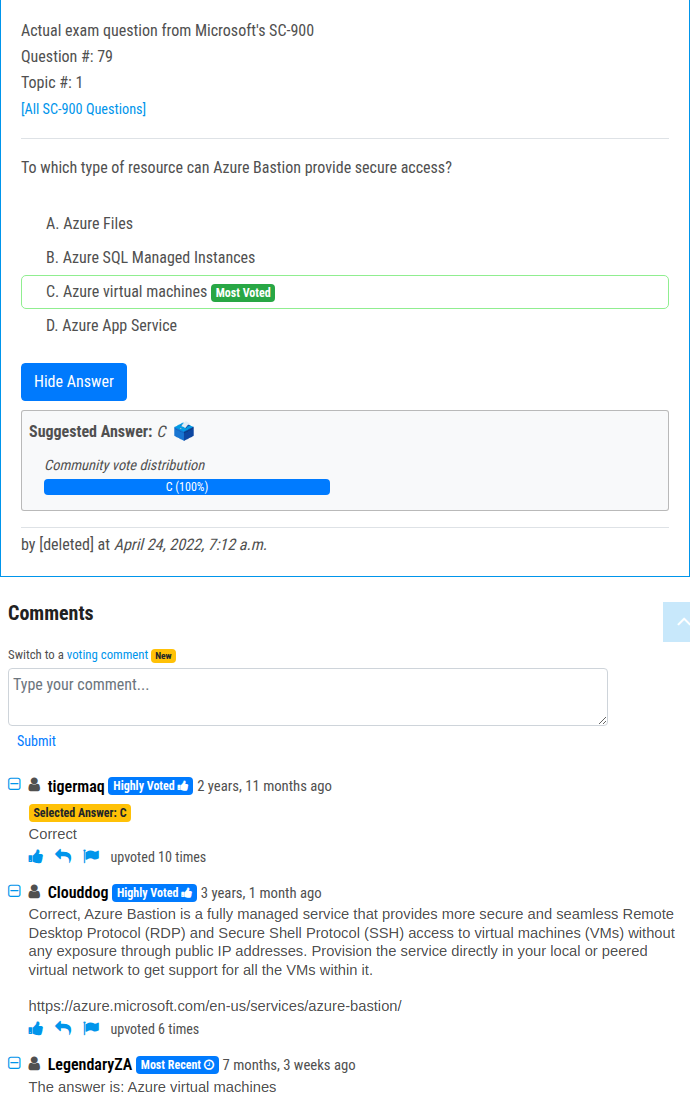 Actual exam question from Microsoft's SC-900
Question #: 79
Topic #: 1
[All SC-900 Questions]
To which type of resource can Azure Bastion provide secure access?
A. Azure Files
B. Azure SQL Managed Instances
C. Azure virtual machines Most Voted
D. Azure App Service
Hide Answer
Suggested Answer: C
Community vote distribution
C (100%)
by [deleted] at April 24, 2022, 7:12 a.m.
Comments
Switch to a voting comment New
Type your comment...
Submit
tigermaq Highly Voted 2 years, 11 months ago
Selected Answer: C
Correct
upvoted 10 times
Clouddog Highly Voted 3 years, 1 month ago
Correct, Azure Bastion is a fully managed service that provides more secure and seamless Remote
Desktop Protocol (RDP) and Secure Shell Protocol (SSH) access to virtual machines (VMs) without
any exposure through public IP addresses. Provision the service directly in your local or peered
virtual network to get support for all the VMs within it.
https://azure.microsoft.com/en-us/services/azure-bastion/
upvoted 6 times
LegendaryZA Most Recent 7 months, 3 weeks ago
The answer is: Azure virtual machines